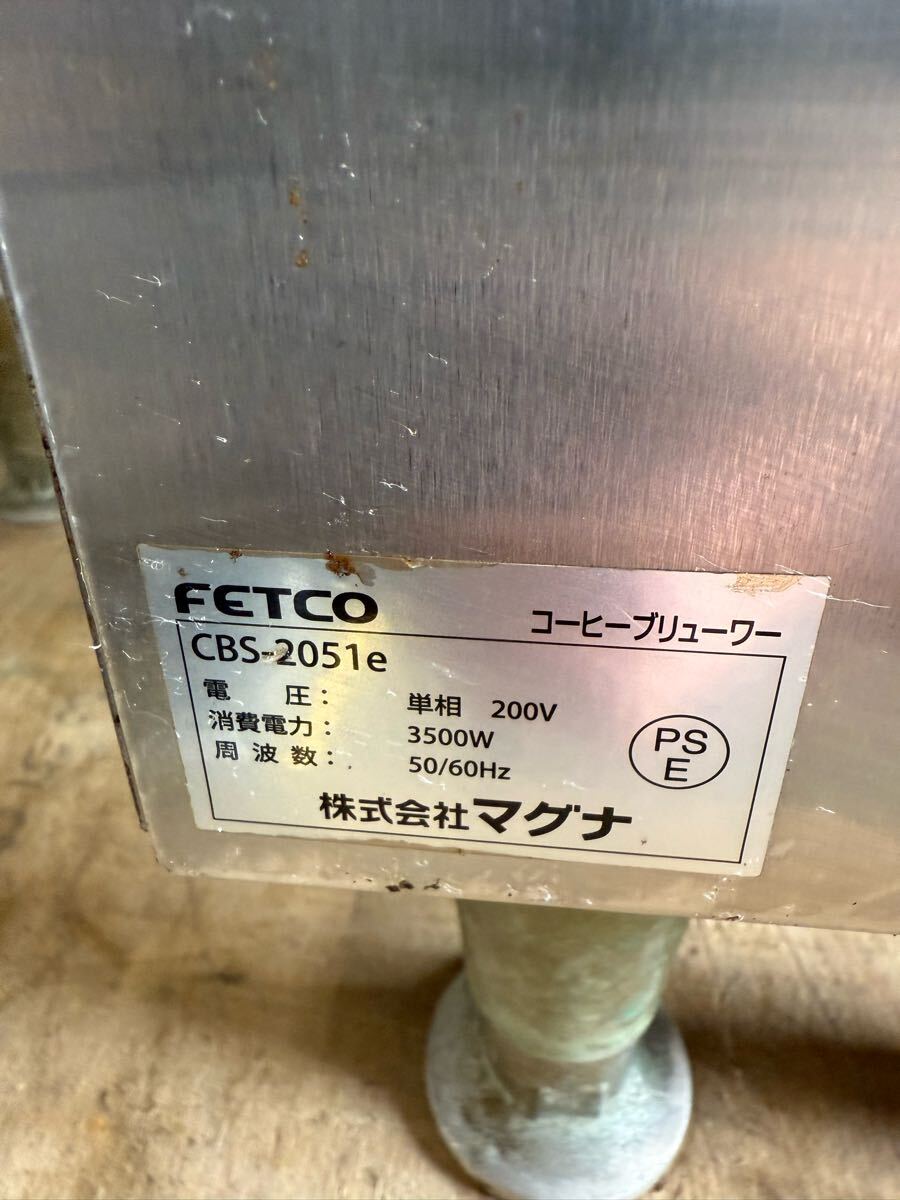 FETCO
コーヒーブリューワー
CBS-2051e
電 圧： 単相 200V
消費電力： 3500W
周 波 数： 50/60Hz
PS
E
株式会社マグナ